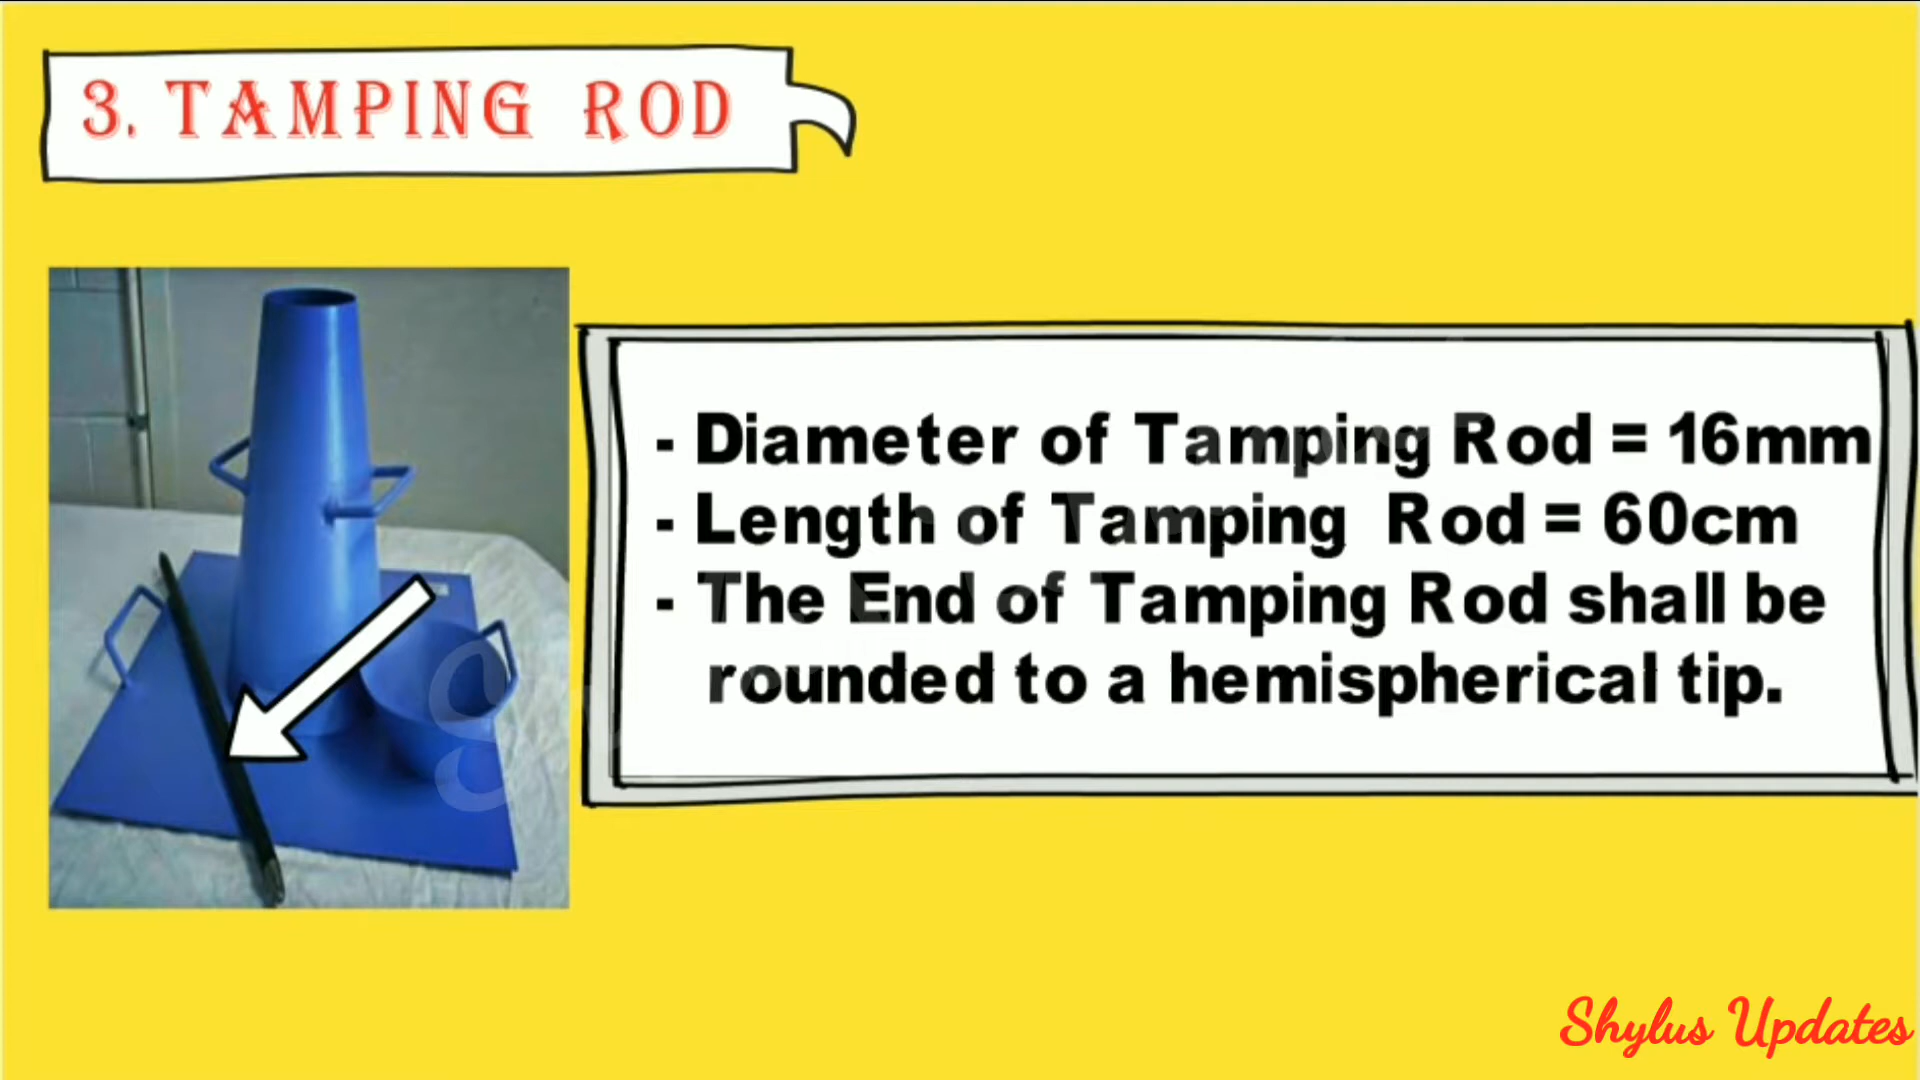 3. TAMPING ROD
- Diameter of Tamping Rod = 16mm
- Length of Tamping Rod = 60cm
- The End of Tamping Rod shall be
rounded to a hemispherical tip.
Shylus Updates